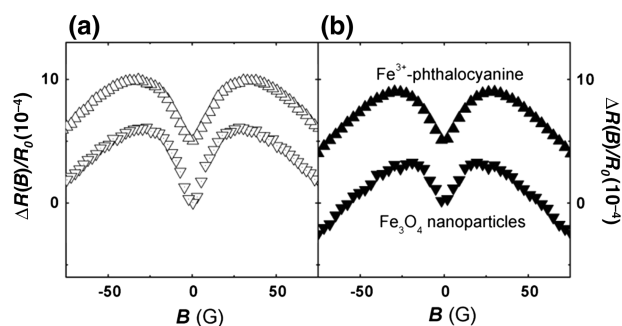 (a)
(b)
10
0
ΔR(B)/R₀(10⁻⁴)
-50
0
50
B (G)
Fe³⁺-phthalocyanine
Fe₃O₄ nanoparticles
10
0
ΔR(B)/R₀(10⁻⁴)
-50
0
50
B (G)